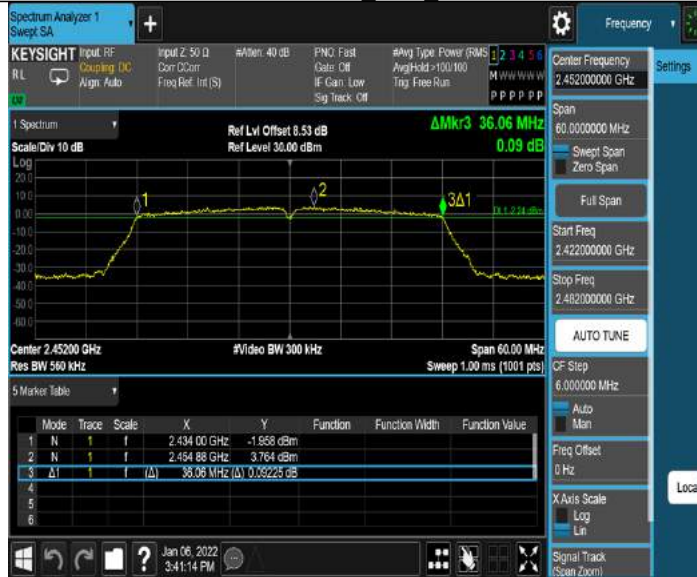 Spectrum Analyzer 1
Swept SA
+
Frequency
KEYSIGHT
RL
Input: RF
Coupling: DC
Align: Auto
Input Z: 50 Ω
Corr CCorr
Freq Ref: Int (S)
#Atten: 40 dB
PNO: Fast
Gate: Off
IF Gain: Low
Sig Track: Off
#Avg Type: Power (RMS
Avg|Hold:>100/100
Trig: Free Run
1 2 3 4 5 6
M W W W W W
P P P P P P
1 Spectrum
Scale/Div 10 dB
Ref Lvl Offset 8.53 dB
Ref Level 30.00 dBm
ΔMkr3 36.06 MHz
0.09 dB
Log
20.0
10.0
0.00
-10.0
-20.0
-30.0
-40.0
-50.0
-60.0
1
2
3Δ1
Center 2.45200 GHz
#Video BW 300 kHz
Span 60.00 MHz
Res BW 560 kHz
Sweep 1.00 ms (1001 pts)
5 Marker Table
Mode Trace Scale X Y Function Function Width Function Value
1 N 1 f 2.434 00 GHz -1.958 dBm
2 N 1 f 2.454 88 GHz 3.764 dBm
3 Δ1 1 f (Δ) 36.06 MHz (Δ) 0.09225 dB
4
5
6
Jan 06, 2022
3:41:14 PM
?
Center Frequency
2.452000000 GHz
Settings
Span
60.0000000 MHz
Swept Span
Zero Span
Full Span
Start Freq
2.422000000 GHz
Stop Freq
2.482000000 GHz
AUTO TUNE
CF Step
6.000000 MHz
Auto
Man
Freq Offset
0 Hz
X Axis Scale
Log
Lin
Loca
Signal Track
(Span Zoom)